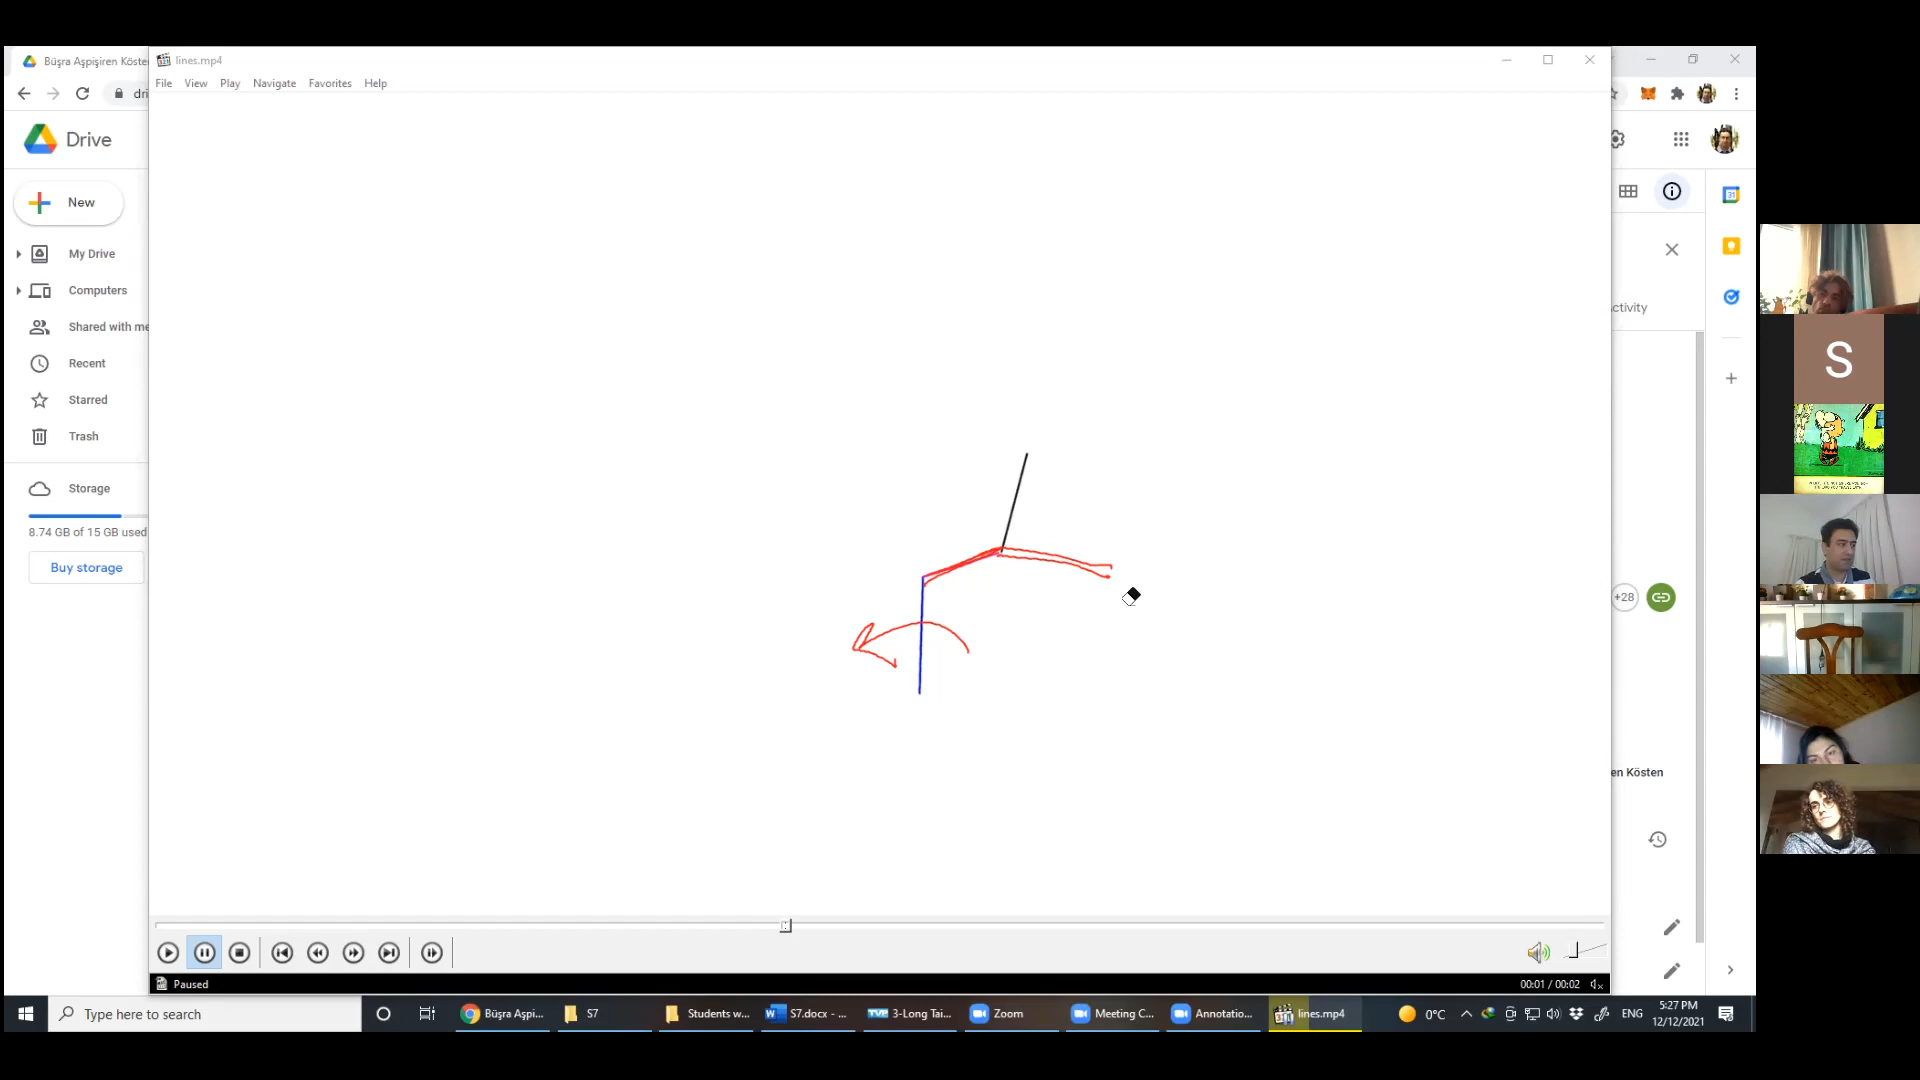 Büşra Aşpişiren Köste
lines.mp4
File View Play Navigate Favorites Help
dri
Drive
New
My Drive
Computers
Shared with me
Recent
Starred
Trash
Storage
8.74 GB of 15 GB used
Buy storage
31
ctivity
S
+28
en Kösten
Paused
00:01 / 00:02
Type here to search
Büşra Aşpi...
S7
Students w...
S7.docx - ...
TVP 3-Long Tai...
Zoom
Meeting C...
Annotatio...
lines.mp4
0°C
ENG
5:27 PM
12/12/2021